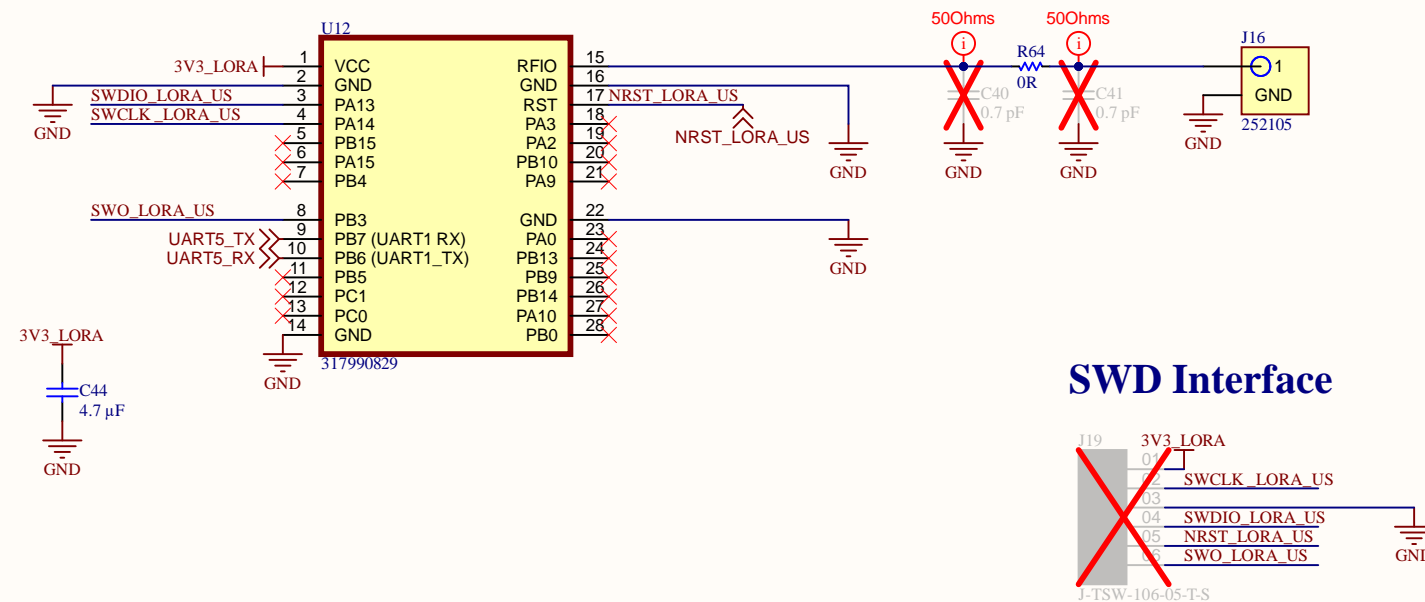 50Ohms
50Ohms
U12
J16
3V3_LORA
1
VCC
RFIO
15
R64
1
GND
2
GND
GND
16
0R
C40
C41
GND
SWDIO_LORA_US
3
PA13
RST
17
NRST_LORA_US
0.7 pF
0.7 pF
252105
SWCLK_LORA_US
4
PA14
PA3
18
GND
5
PB15
PA2
19
NRST_LORA_US
6
PA15
PB10
20
7
PB4
PA9
21
GND
GND
GND
SWO_LORA_US
8
PB3
GND
22
UART5_TX
9
PB7 (UART1 RX)
PA0
23
UART5_RX
10
PB6 (UART1_TX)
PB13
24
GND
11
PB5
PB9
25
12
PC1
PB14
26
13
PC0
PA10
27
14
GND
PB0
28
317990829
GND
3V3_LORA
C44
4.7 µF
GND
SWD Interface
J19
3V3_LORA
01
02
SWCLK_LORA_US
03
04
SWDIO_LORA_US
05
NRST_LORA_US
06
SWO_LORA_US
GND
J-TSW-106-05-T-S